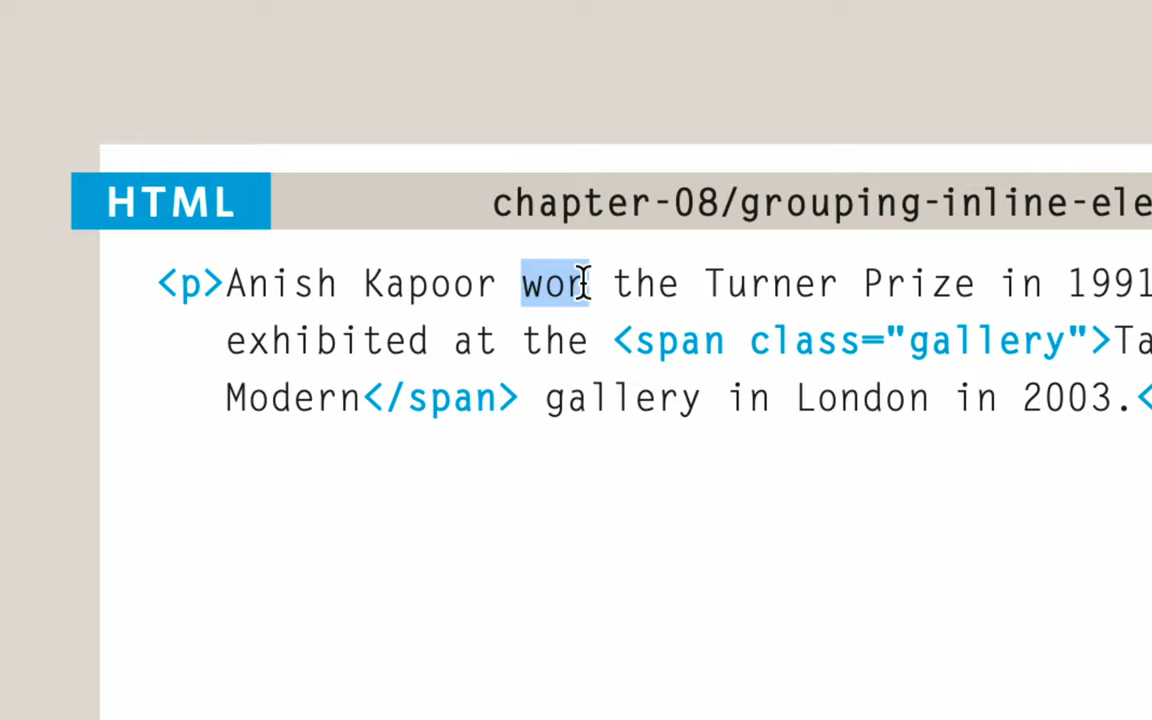 HTML chapter-08/grouping-inline-ele
<p>Anish Kapoor won the Turner Prize in 1991
exhibited at the <span class="gallery">Ta
Modern</span> gallery in London in 2003.<